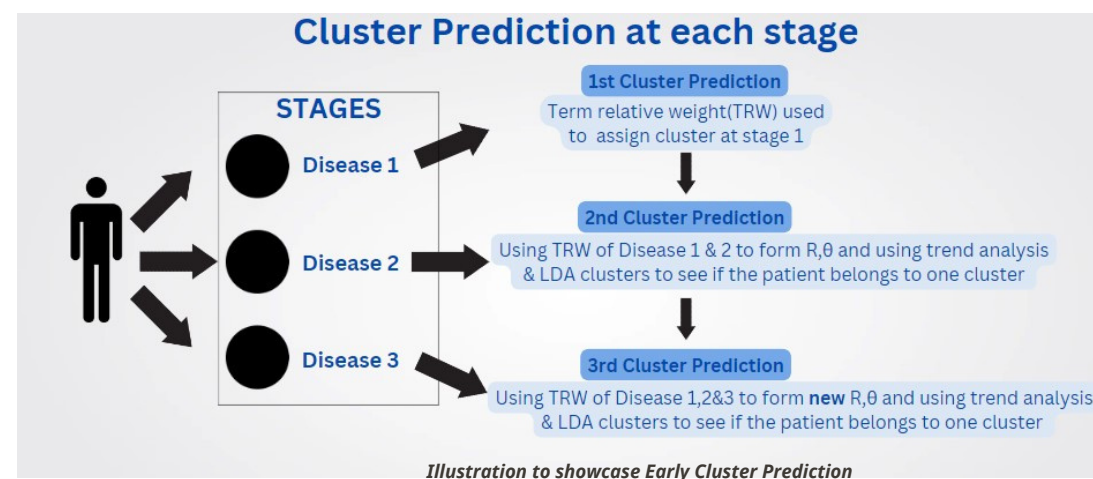 Cluster Prediction at each stage
STAGES
Disease 1
Disease 2
Disease 3
1st Cluster Prediction
Term relative weight(TRW) used
to assign cluster at stage 1
2nd Cluster Prediction
Using TRW of Disease 1 & 2 to form R,θ and using trend analysis
& LDA clusters to see if the patient belongs to one cluster
3rd Cluster Prediction
Using TRW of Disease 1,2&3 to form new R,θ and using trend analysis
& LDA clusters to see if the patient belongs to one cluster
Illustration to showcase Early Cluster Prediction